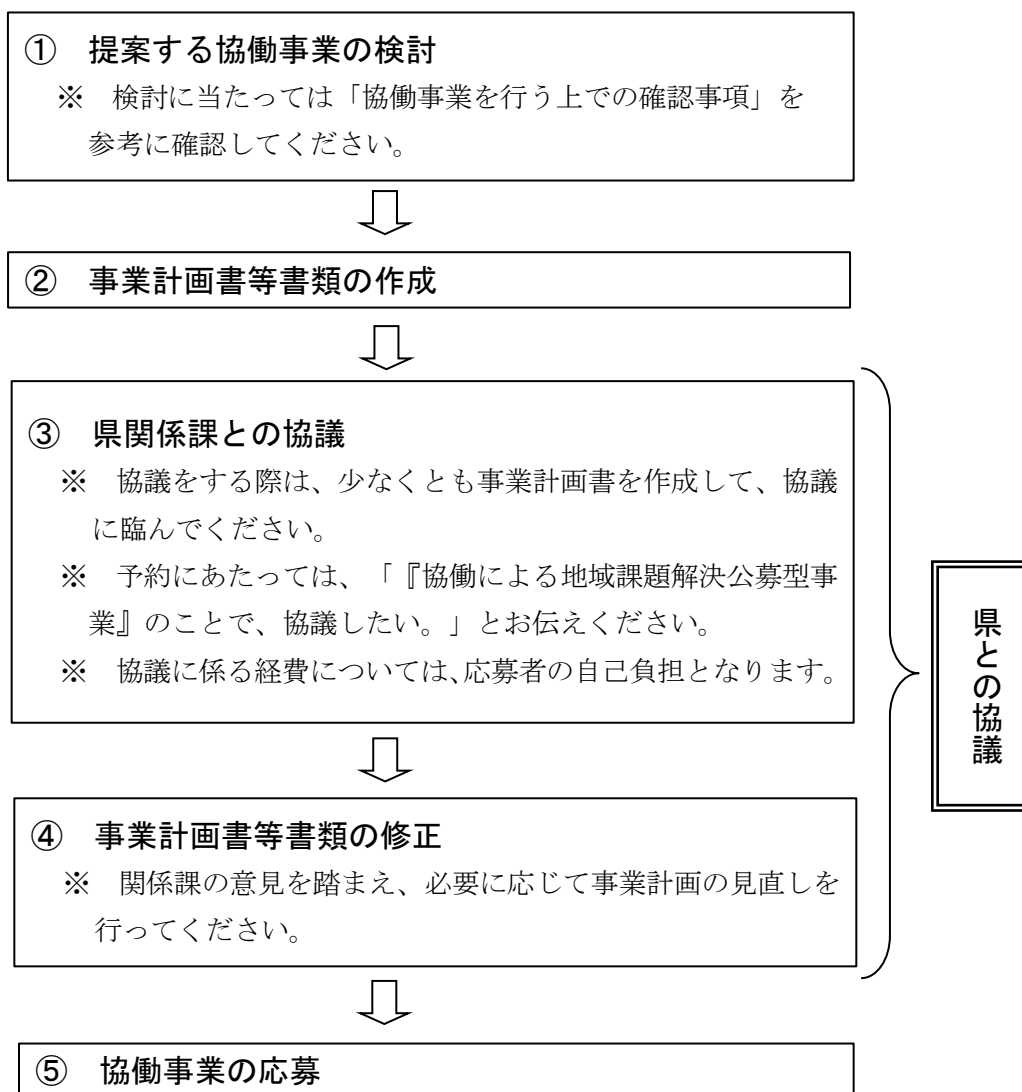 ① 提案する協働事業の検討
※ 検討に当たっては「協働事業を行う上での確認事項」を
参考に確認してください。
② 事業計画書等書類の作成
③ 県関係課との協議
※ 協議をする際は、少なくとも事業計画書を作成して、協議
に臨んでください。
※ 予約にあたっては、「『協働による地域課題解決公募型事
業』のことで、協議したい。」とお伝えください。
※ 協議に係る経費については、応募者の自己負担となります。
県との協議
④ 事業計画書等書類の修正
※ 関係課の意見を踏まえ、必要に応じて事業計画の見直しを
行ってください。
⑤ 協働事業の応募